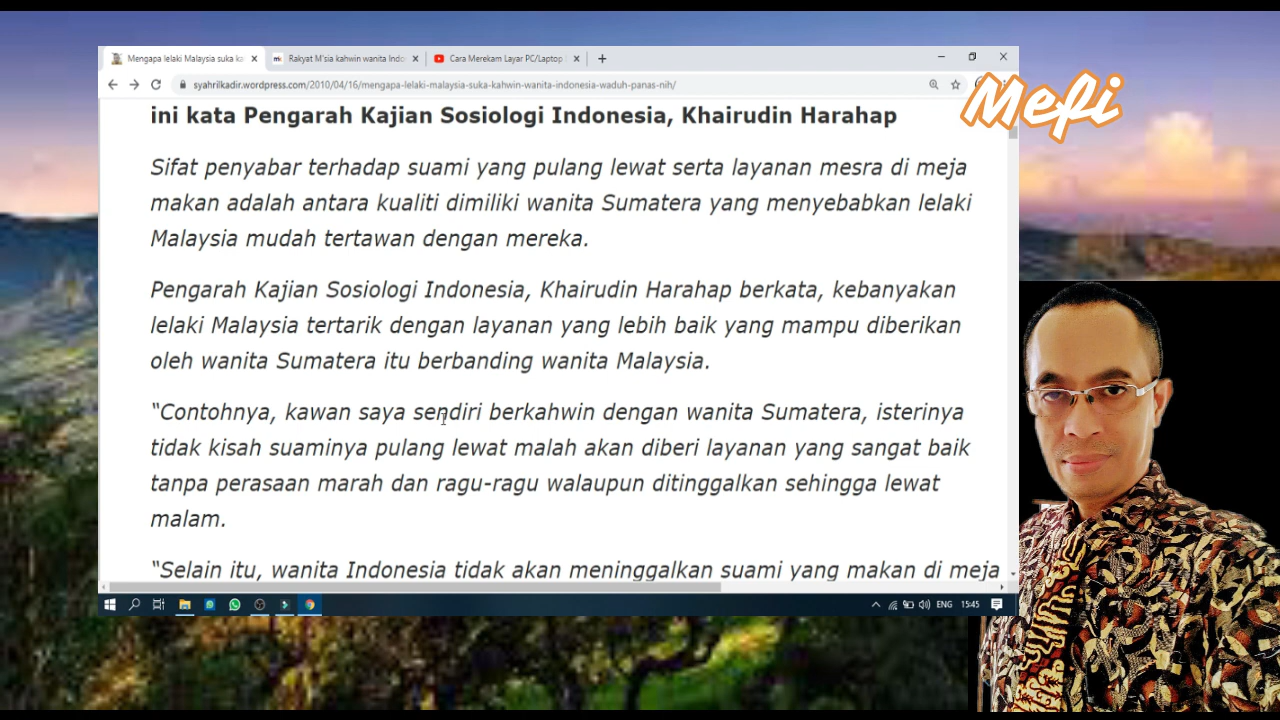 Mengapa lelaki Malaysia suka ka
Rakyat M'sia kahwin wanita Indo
Cara Merekam Layar PC/Laptop
syahrilkadir.wordpress.com/2010/04/16/mengapa-lelaki-malaysia-suka-kahwin-wanita-indonesia-waduh-panas-nih/
Mefi
ini kata Pengarah Kajian Sosiologi Indonesia, Khairudin Harahap
Sifat penyabar terhadap suami yang pulang lewat serta layanan mesra di meja
makan adalah antara kualiti dimiliki wanita Sumatera yang menyebabkan lelaki
Malaysia mudah tertawan dengan mereka.
Pengarah Kajian Sosiologi Indonesia, Khairudin Harahap berkata, kebanyakan
lelaki Malaysia tertarik dengan layanan yang lebih baik yang mampu diberikan
oleh wanita Sumatera itu berbanding wanita Malaysia.
“Contohnya, kawan saya sendiri berkahwin dengan wanita Sumatera, isterinya
tidak kisah suaminya pulang lewat malah akan diberi layanan yang sangat baik
tanpa perasaan marah dan ragu-ragu walaupun ditinggalkan sehingga lewat
malam.
“Selain itu, wanita Indonesia tidak akan meninggalkan suami yang makan di meja
ENG
15:45